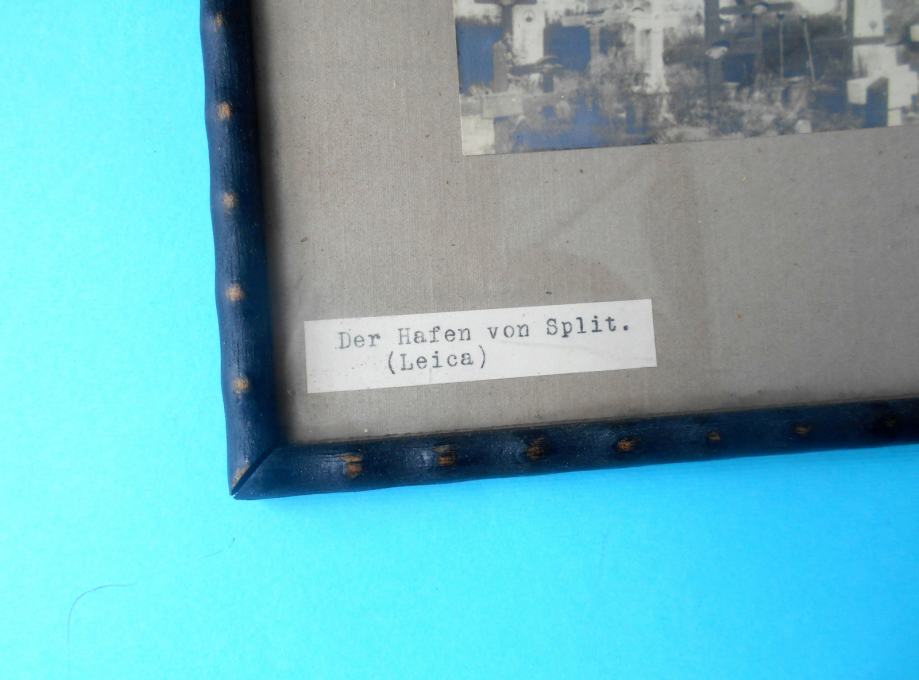 Der Hafen von Split.
(Leica)